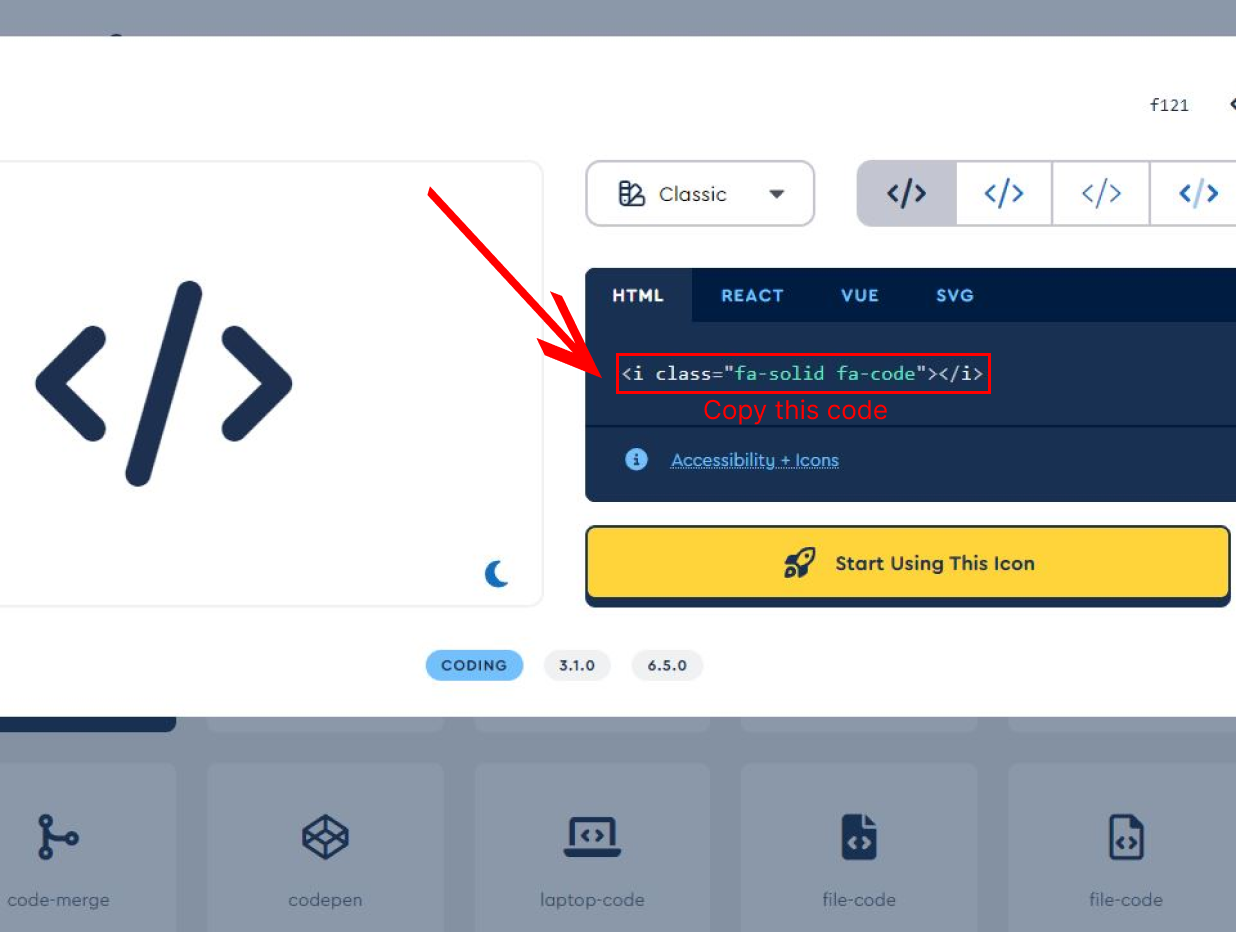 f121
Classic
HTML REACT VUE SVG
<i class="fa-solid fa-code"></i>
Copy this code
Accessibility + Icons
Start Using This Icon
CODING 3.1.0 6.5.0
code-merge codepen laptop-code file-code file-code